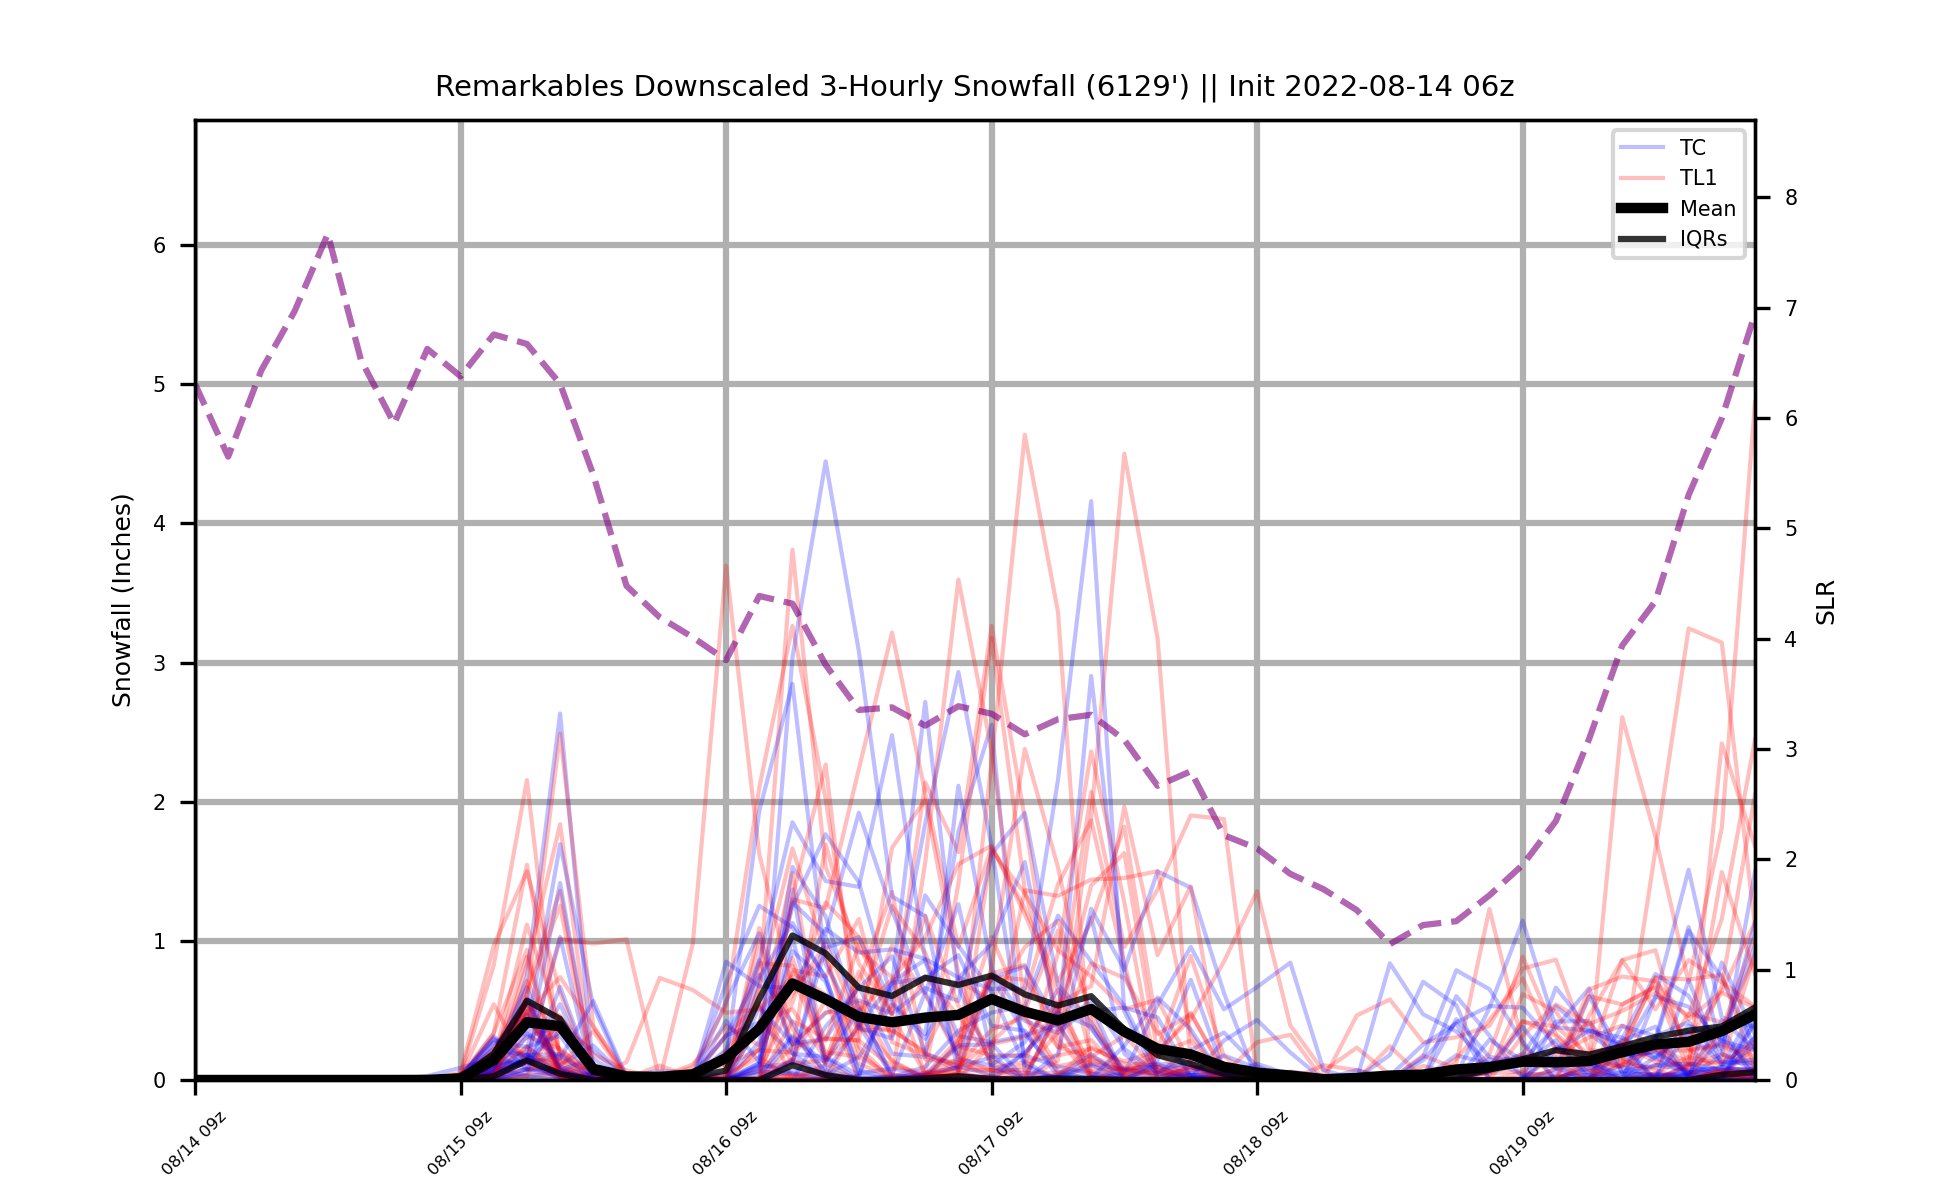 Remarkables Downscaled 3-Hourly Snowfall (6129') || Init 2022-08-14 06z
TC
TL1
Mean
IQRs
Snowfall (Inches)
6
5
4
3
2
1
0
8
7
6
5
4
3
2
1
0
SLR
08/14 09z
08/15 09z
08/16 09z
08/17 09z
08/18 09z
08/19 09z